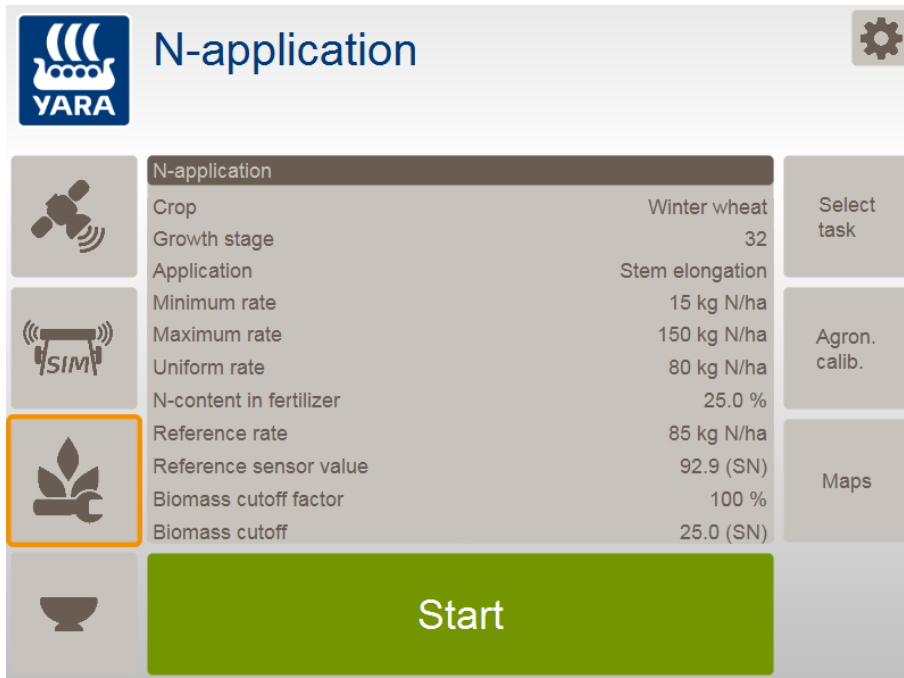 YARA
N-application
N-application
Crop Winter wheat
Growth stage 32
Application Stem elongation
Minimum rate 15 kg N/ha
Maximum rate 150 kg N/ha
Uniform rate 80 kg N/ha
N-content in fertilizer 25.0 %
Reference rate 85 kg N/ha
Reference sensor value 92.9 (SN)
Biomass cutoff factor 100 %
Biomass cutoff 25.0 (SN)
SIM
Select
task
Agron.
calib.
Maps
Start